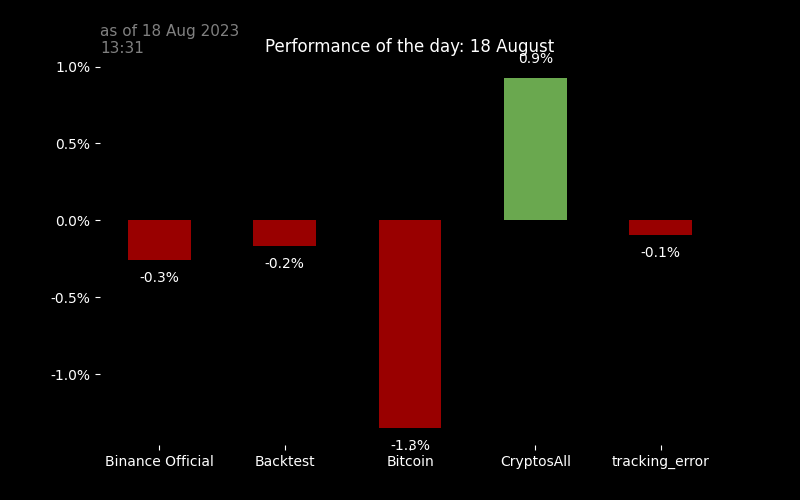 as of 18 Aug 2023
13:31
Performance of the day: 18 August
0.9%
1.0%
0.5%
0.0%
-0.5%
-1.0%
-0.3%
-0.2%
-1.3%
-0.1%
Binance Official
Backtest
Bitcoin
CryptosAll
tracking_error